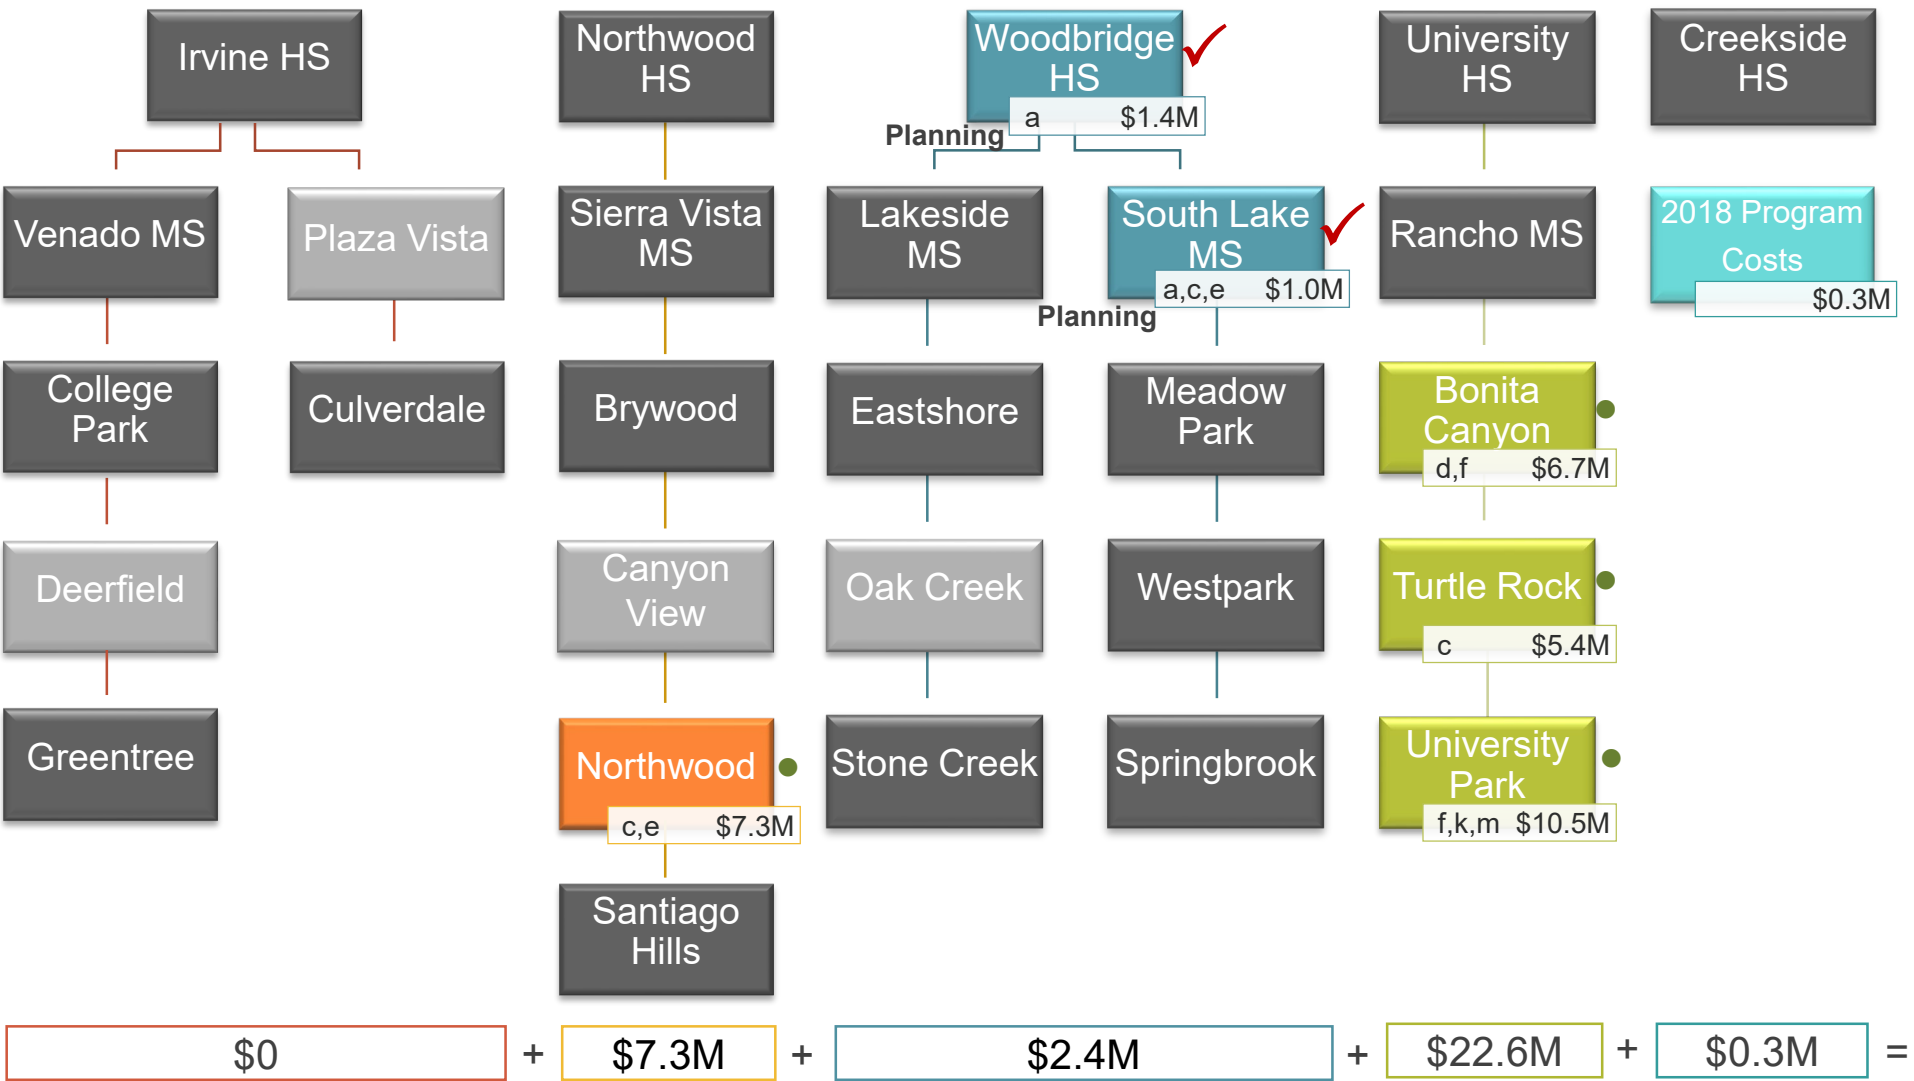 Irvine HS
Northwood
HS
Woodbridge
HS
a $1.4M
Planning
University
HS
Creekside
HS
Venado MS
Plaza Vista
Sierra Vista
MS
Lakeside
MS
South Lake
MS
a,c,e $1.0M
Planning
Rancho MS
2018 Program
Costs
$0.3M
College
Park
Culverdale
Brywood
Eastshore
Meadow
Park
Bonita
Canyon
d,f $6.7M
Deerfield
Canyon
View
Oak Creek
Westpark
Turtle Rock
c $5.4M
Greentree
Northwood
c,e $7.3M
Stone Creek
Springbrook
University
Park
f,k,m $10.5M
Santiago
Hills
$0 + $7.3M + $2.4M + $22.6M + $0.3M =